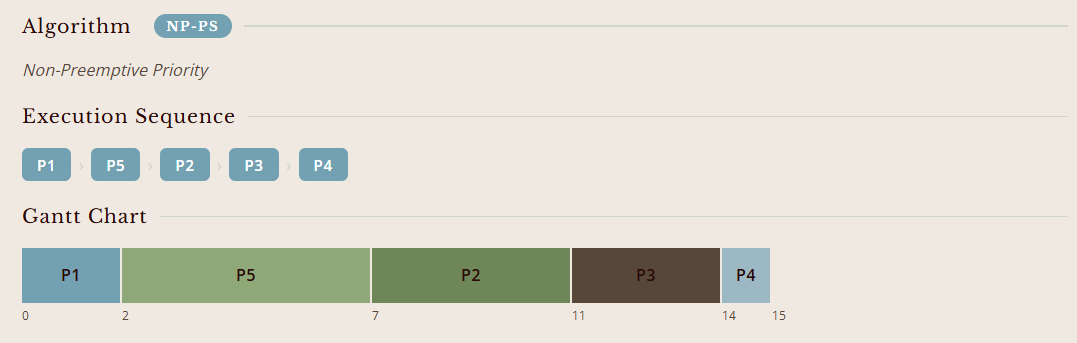 Algorithm NP-PS
Non-Preemptive Priority
Execution Sequence
P1 › P5 › P2 › P3 › P4
Gantt Chart
P1 P5 P2 P3 P4
0 2 7 11 14 15